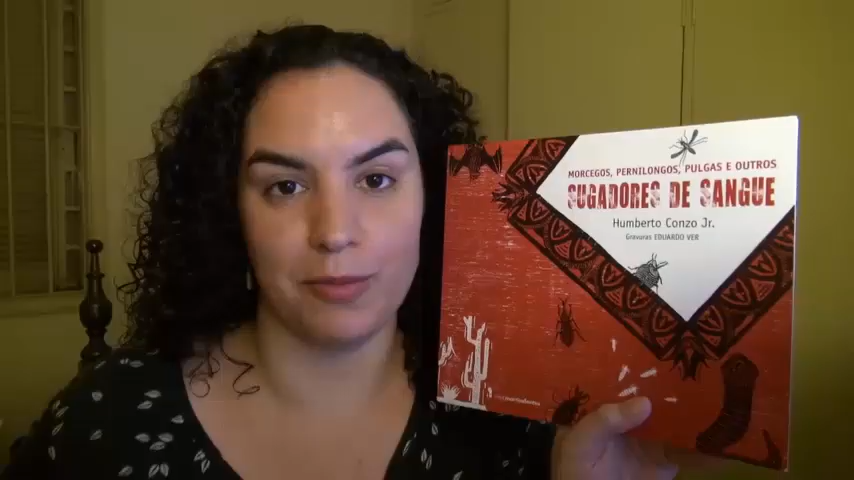 MORCEGOS, PERNILONGOS, PULGAS E OUTROS
SUGADORES DE SANGUE
Humberto Conzo Jr.
Gravuras EDUARDO VER